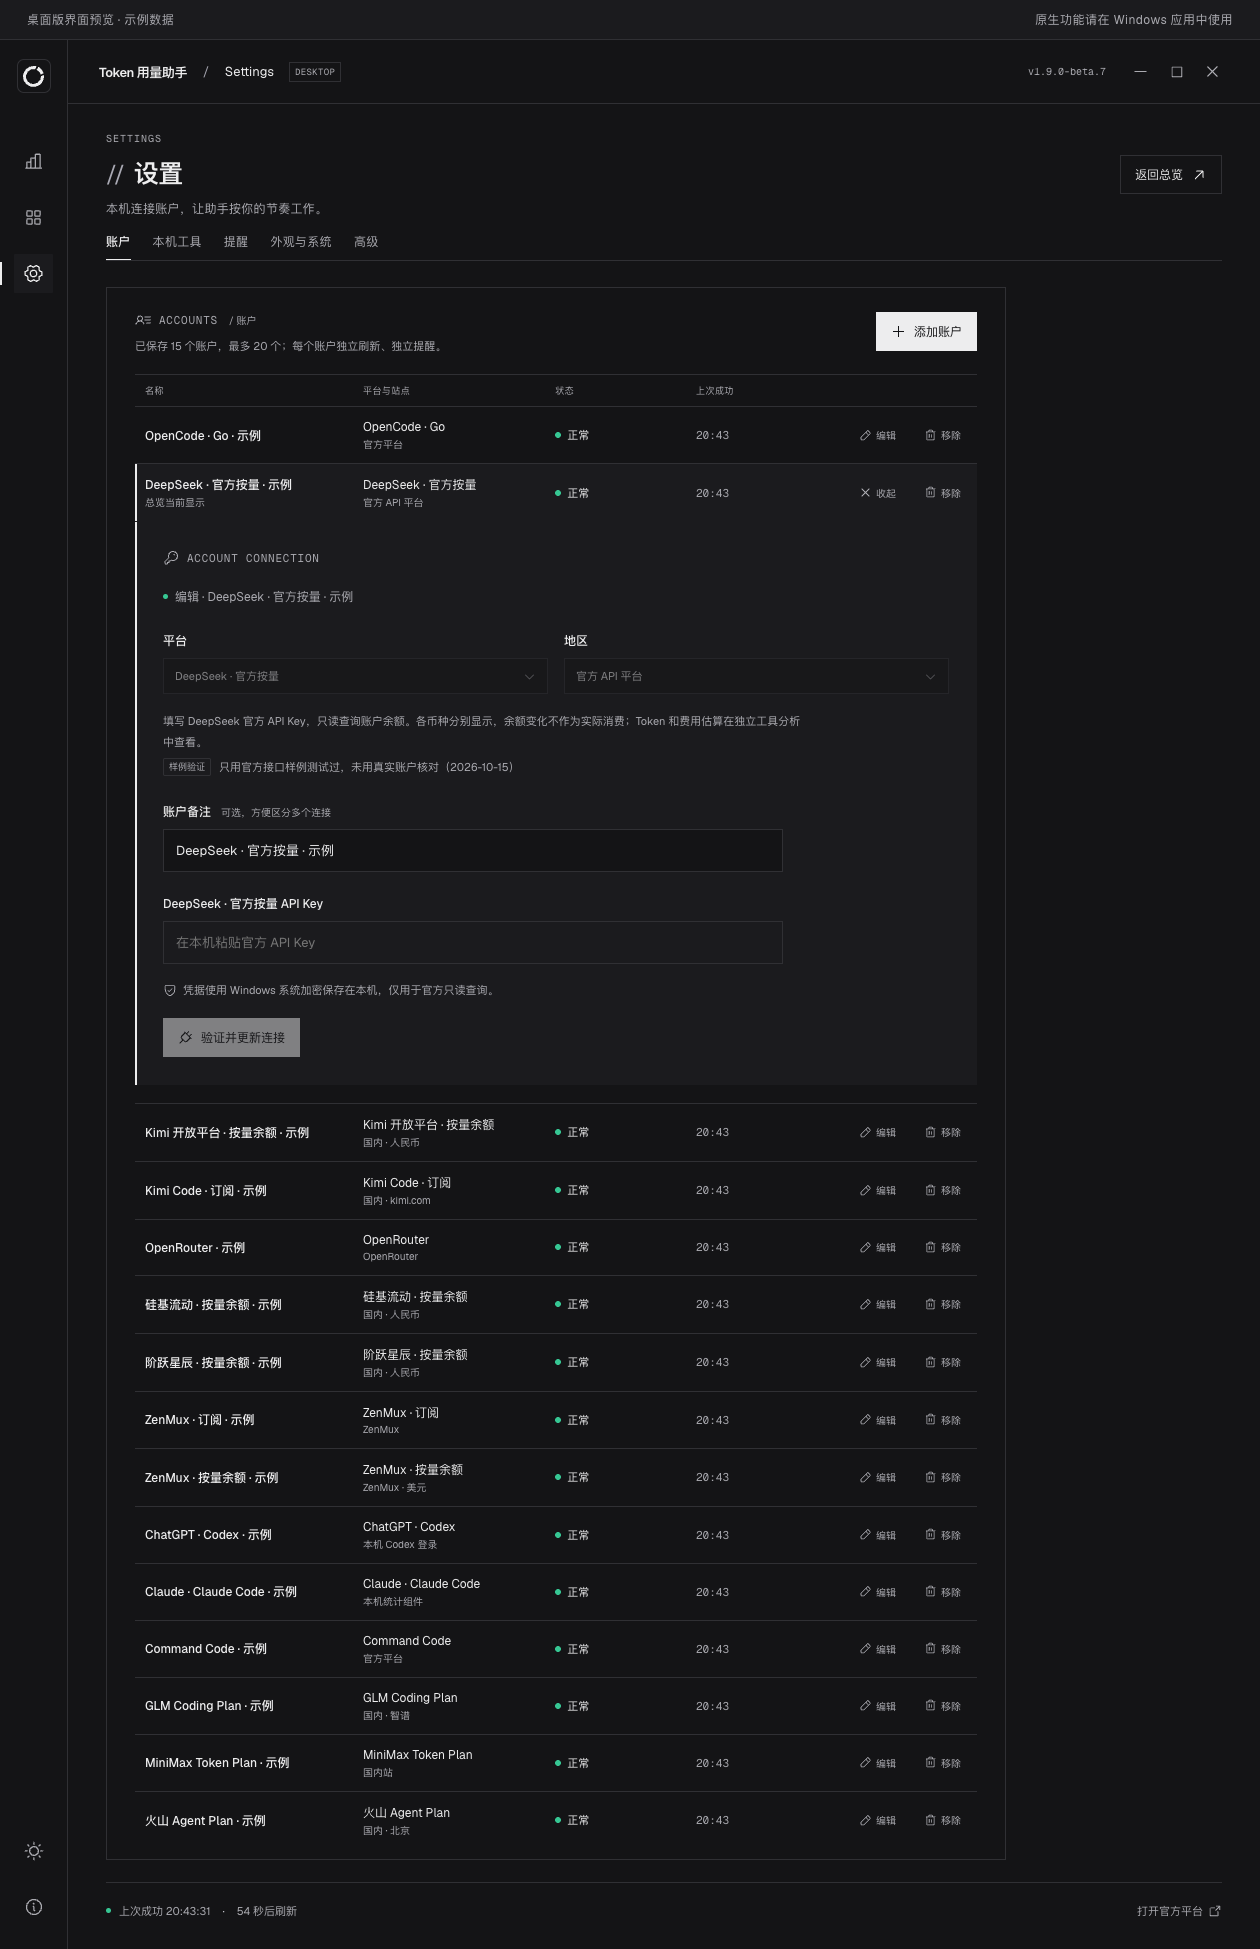 桌面版界面预览 · 示例数据
原生功能请在 Windows 应用中使用
Token 用量助手 / Settings DESKTOP
v1.9.0-beta.7
SETTINGS
// 设置
返回总览
本机连接账户，让助手按你的节奏工作。
账户 本机工具 提醒 外观与系统 高级
ACCOUNTS / 账户
添加账户
已保存 15 个账户，最多 20 个；每个账户独立刷新、独立提醒。
名称 平台与站点 状态 上次成功
OpenCode · Go · 示例
OpenCode · Go
官方平台
正常 20:43 编辑 移除
DeepSeek · 官方按量 · 示例
总览当前显示
DeepSeek · 官方按量
官方 API 平台
正常 20:43 收起 移除
ACCOUNT CONNECTION
编辑 · DeepSeek · 官方按量 · 示例
平台 地区
DeepSeek · 官方按量 官方 API 平台
填写 DeepSeek 官方 API Key，只读查询账户余额。各币种分别显示，余额变化不作为实际消费；Token 和费用估算在独立工具分析
中查看。
样例验证 只用官方接口样例测试过，未用真实账户核对（2026-10-15）
账户备注 可选，方便区分多个连接
DeepSeek · 官方按量 · 示例
DeepSeek · 官方按量 API Key
在本机粘贴官方 API Key
凭据使用 Windows 系统加密保存在本机，仅用于官方只读查询。
验证并更新连接
Kimi 开放平台 · 按量余额 · 示例
Kimi 开放平台 · 按量余额
国内 · 人民币
正常 20:43 编辑 移除
Kimi Code · 订阅 · 示例
Kimi Code · 订阅
国内 · kimi.com
正常 20:43 编辑 移除
OpenRouter · 示例
OpenRouter
OpenRouter
正常 20:43 编辑 移除
硅基流动 · 按量余额 · 示例
硅基流动 · 按量余额
国内 · 人民币
正常 20:43 编辑 移除
阶跃星辰 · 按量余额 · 示例
阶跃星辰 · 按量余额
国内 · 人民币
正常 20:43 编辑 移除
ZenMux · 订阅 · 示例
ZenMux · 订阅
ZenMux
正常 20:43 编辑 移除
ZenMux · 按量余额 · 示例
ZenMux · 按量余额
ZenMux · 美元
正常 20:43 编辑 移除
ChatGPT · Codex · 示例
ChatGPT · Codex
本机 Codex 登录
正常 20:43 编辑 移除
Claude · Claude Code · 示例
Claude · Claude Code
本机统计组件
正常 20:43 编辑 移除
Command Code · 示例
Command Code
官方平台
正常 20:43 编辑 移除
GLM Coding Plan · 示例
GLM Coding Plan
国内 · 智谱
正常 20:43 编辑 移除
MiniMax Token Plan · 示例
MiniMax Token Plan
国内站
正常 20:43 编辑 移除
火山 Agent Plan · 示例
火山 Agent Plan
国内 · 北京
正常 20:43 编辑 移除
上次成功 20:43:31 · 54 秒后刷新
打开官方平台